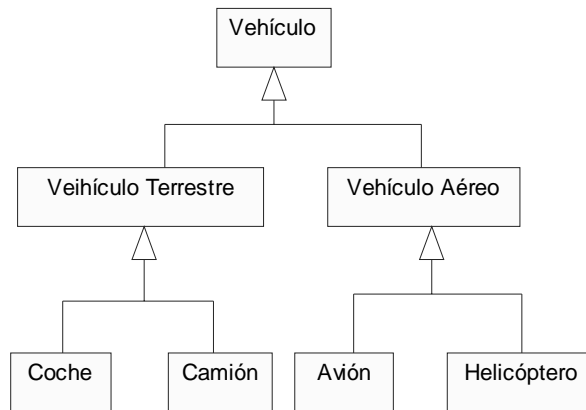 Vehículo
Veihículo Terrestre
Vehículo Aéreo
Coche
Camión
Avión
Helicóptero